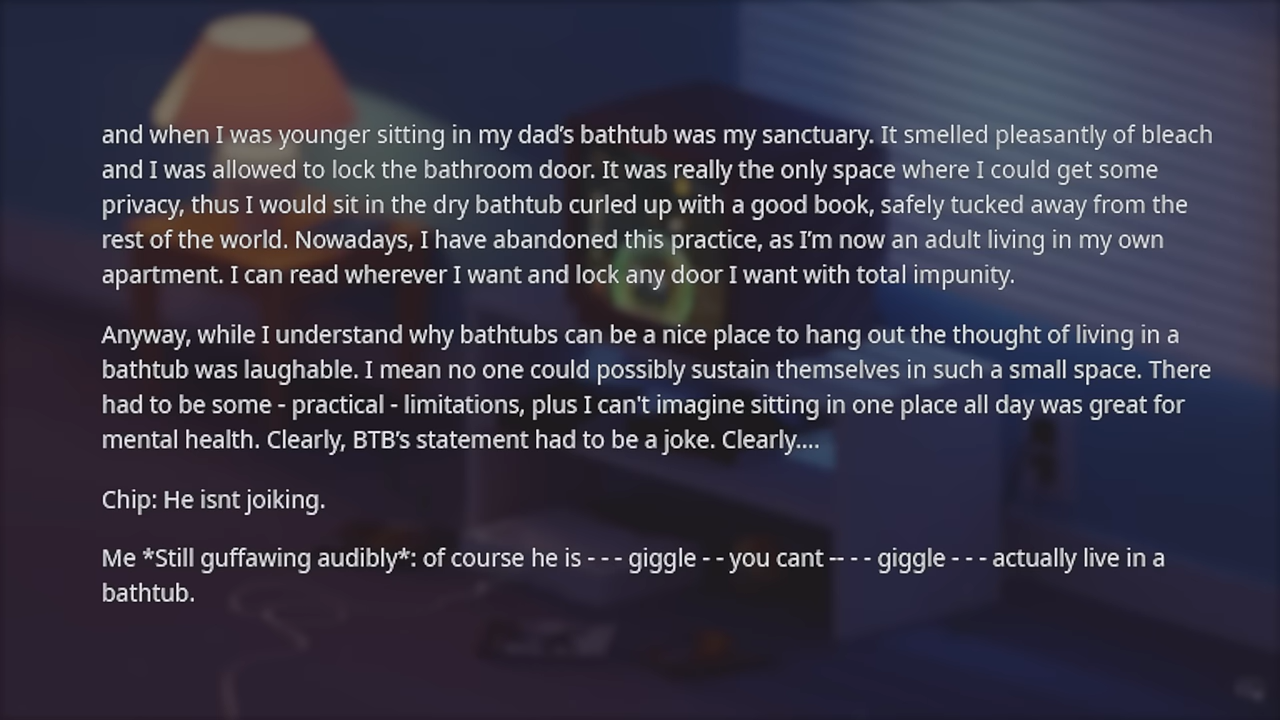 and when I was younger sitting in my dad’s bathtub was my sanctuary. It smelled pleasantly of bleach
and I was allowed to lock the bathroom door. It was really the only space where I could get some
privacy, thus I would sit in the dry bathtub curled up with a good book, safely tucked away from the
rest of the world. Nowadays, I have abandoned this practice, as I’m now an adult living in my own
apartment. I can read wherever I want and lock any door I want with total impunity.
Anyway, while I understand why bathtubs can be a nice place to hang out the thought of living in a
bathtub was laughable. I mean no one could possibly sustain themselves in such a small space. There
had to be some - practical - limitations, plus I can't imagine sitting in one place all day was great for
mental health. Clearly, BTB’s statement had to be a joke. Clearly....
Chip: He isnt joiking.
Me *Still guffawing audibly*: of course he is - - - giggle - - you cant -- - - giggle - - - actually live in a
bathtub.